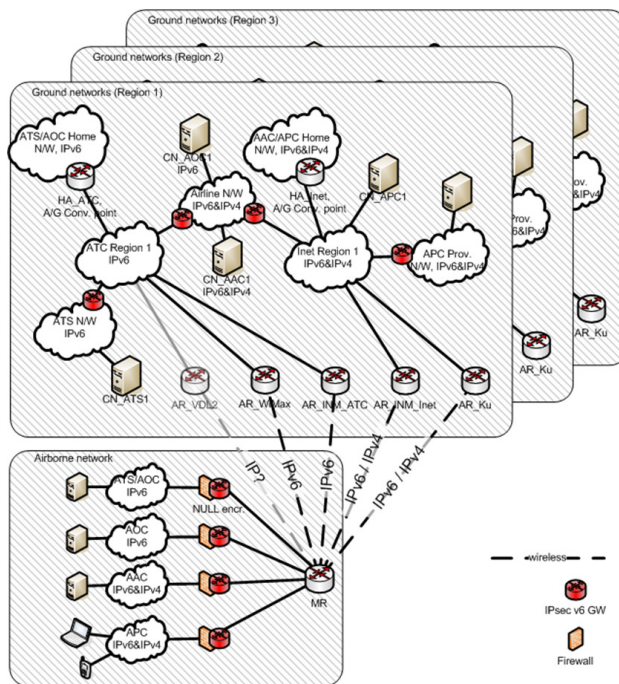 Ground networks (Region 3)
Ground networks (Region 2)
Ground networks (Region 1)
ATS/AOC Home
N/W, IPv6
CN_AOC1
IPv6
AAC/APC Home
N/W, IPv6&IPv4
HA_ATC,
A/G Conv. point
Airline N/W
IPv6&IPv4
HA_Inet,
A/G Conv. point
CN_APC1
ATC Region 1
IPv6
CN_AAC1
IPv6&IPv4
Inet Region 1
IPv6&IPv4
APC Prov.
N/W, IPv6&IPv4
Prov.
IPv6&IPv4
ATS N/W
IPv6
CN_ATS1
AR_VDL2
AR_WiMax
AR_INM_ATC
AR_INM_Inet
AR_Ku
AR_Ku
AR_Ku
IP?
IPv6
IPv6
IPv6 / IPv4
IPv6 / IPv4
Airborne network
ATS/AOC
IPv6
NULL encr.
AOC
IPv6
AAC
IPv6&IPv4
MR
APC
IPv6&IPv4
wireless
IPsec v6 GW
Firewall